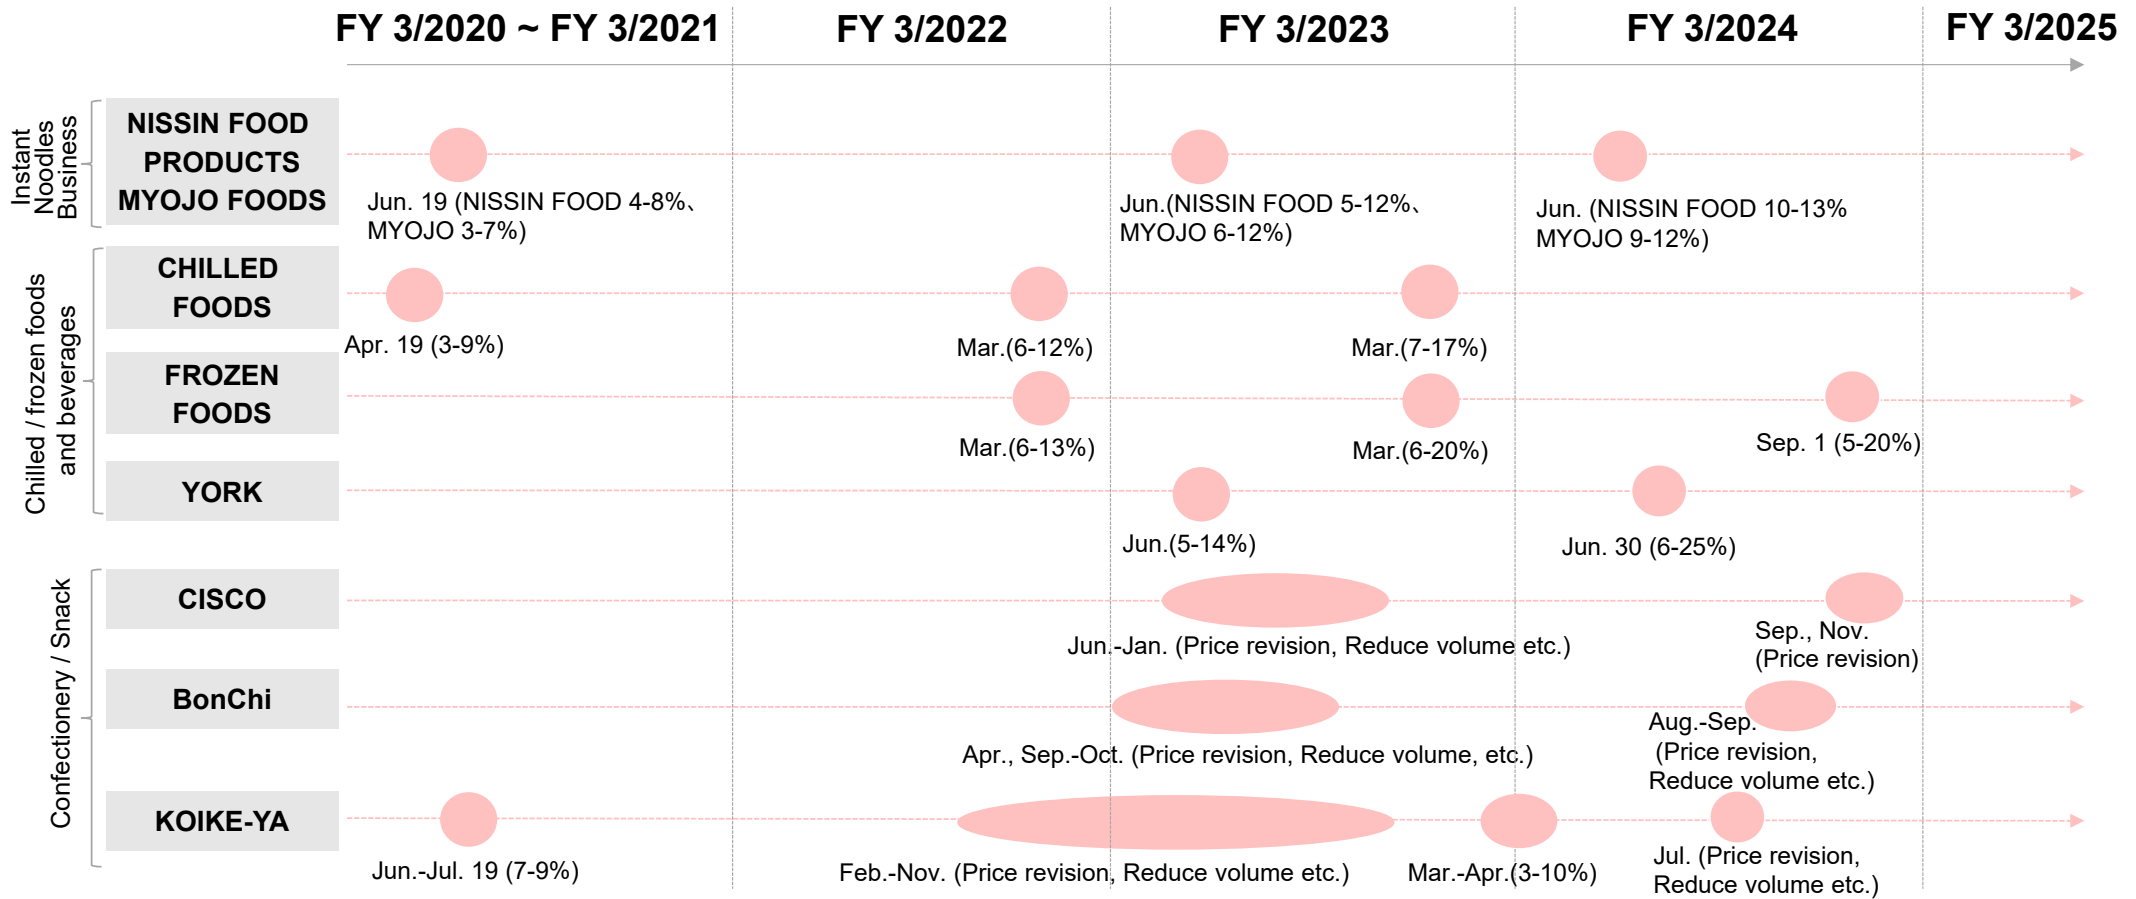 FY 3/2020 ~ FY 3/2021
FY 3/2022
FY 3/2023
FY 3/2024
FY 3/2025
Instant
Noodles
Business
NISSIN FOOD
PRODUCTS
MYOJO FOODS
Jun. 19 (NISSIN FOOD 4-8%、
MYOJO 3-7%)
Jun.(NISSIN FOOD 5-12%、
MYOJO 6-12%)
Jun. (NISSIN FOOD 10-13%
MYOJO 9-12%)
Chilled / frozen foods
and beverages
CHILLED
FOODS
Apr. 19 (3-9%)
Mar.(6-12%)
Mar.(7-17%)
FROZEN
FOODS
Mar.(6-13%)
Mar.(6-20%)
Sep. 1 (5-20%)
YORK
Jun.(5-14%)
Jun. 30 (6-25%)
Confectionery / Snack
CISCO
Jun.-Jan. (Price revision, Reduce volume etc.)
Sep., Nov.
(Price revision)
BonChi
Apr., Sep.-Oct. (Price revision, Reduce volume, etc.)
Aug.-Sep.
(Price revision,
Reduce volume etc.)
KOIKE-YA
Jun.-Jul. 19 (7-9%)
Feb.-Nov. (Price revision, Reduce volume etc.)
Mar.-Apr.(3-10%)
Jul. (Price revision,
Reduce volume etc.)